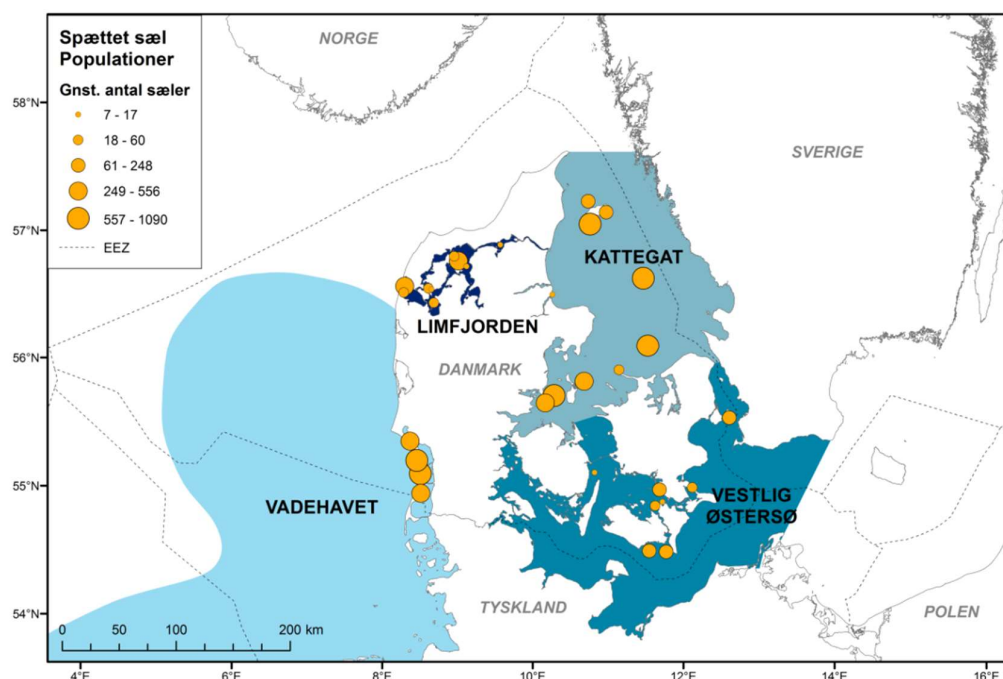 Spættet sæl
Populationer
Gnst. antal sæler
7 - 17
18 - 60
61 - 248
249 - 556
557 - 1090
EEZ
NORGE
SVERIGE
58°N
57°N
KATTEGAT
LIMFJORDEN
56°N
DANMARK
55°N
VADEHAVET
VESTLIG
ØSTERSØ
54°N
TYSKLAND
POLEN
0 50 100 200 km
4°E 6°E 8°E 10°E 12°E 14°E 16°E